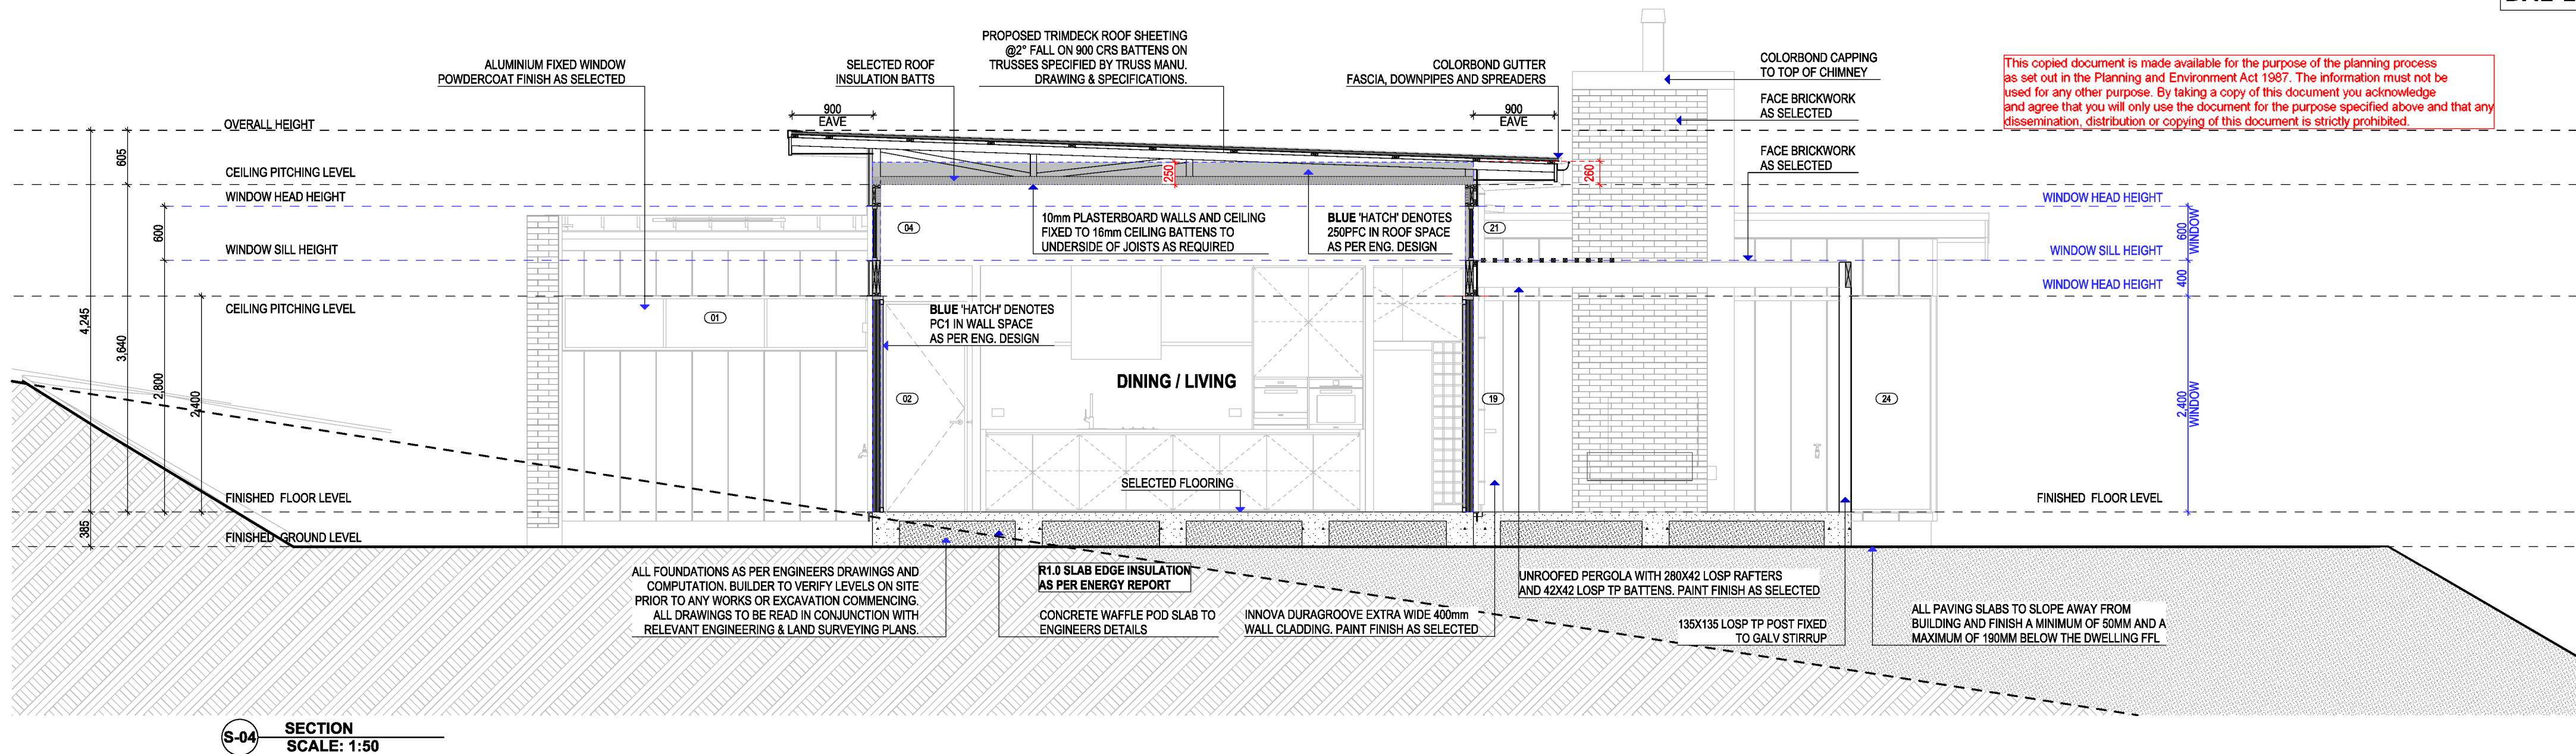 ALUMINIUM FIXED WINDOW
POWDERCOAT FINISH AS SELECTED
SELECTED ROOF
INSULATION BATTS
PROPOSED TRIMDECK ROOF SHEETING
@2° FALL ON 900 CRS BATTENS ON
TRUSSES SPECIFIED BY TRUSS MANU.
DRAWING & SPECIFICATIONS.
COLORBOND GUTTER
FASCIA, DOWNPIPES AND SPREADERS
COLORBOND CAPPING
TO TOP OF CHIMNEY
FACE BRICKWORK
AS SELECTED
FACE BRICKWORK
AS SELECTED
This copied document is made available for the purpose of the planning process
as set out in the Planning and Environment Act 1987. The information must not be
used for any other purpose. By taking a copy of this document you acknowledge
and agree that you will only use the document for the purpose specified above and that any
dissemination, distribution or copying of this document is strictly prohibited.
900
EAVE
900
EAVE
OVERALL HEIGHT
CEILING PITCHING LEVEL
WINDOW HEAD HEIGHT
WINDOW SILL HEIGHT
CEILING PITCHING LEVEL
FINISHED FLOOR LEVEL
FINISHED GROUND LEVEL
605
600
4,245
3,640
2,800
2,400
385
250
260
10mm PLASTERBOARD WALLS AND CEILING
FIXED TO 16mm CEILING BATTENS TO
UNDERSIDE OF JOISTS AS REQUIRED
BLUE 'HATCH' DENOTES
250PFC IN ROOF SPACE
AS PER ENG. DESIGN
04
21
01
BLUE 'HATCH' DENOTES
PC1 IN WALL SPACE
AS PER ENG. DESIGN
DINING / LIVING
02
19
24
SELECTED FLOORING
WINDOW HEAD HEIGHT
WINDOW SILL HEIGHT
WINDOW HEAD HEIGHT
600
WINDOW
400
2,400
WINDOW
FINISHED FLOOR LEVEL
ALL FOUNDATIONS AS PER ENGINEERS DRAWINGS AND
COMPUTATION. BUILDER TO VERIFY LEVELS ON SITE
PRIOR TO ANY WORKS OR EXCAVATION COMMENCING.
ALL DRAWINGS TO BE READ IN CONJUNCTION WITH
RELEVANT ENGINEERING & LAND SURVEYING PLANS.
R1.0 SLAB EDGE INSULATION
AS PER ENERGY REPORT
CONCRETE WAFFLE POD SLAB TO
ENGINEERS DETAILS
INNOVA DURAGROOVE EXTRA WIDE 400mm
WALL CLADDING. PAINT FINISH AS SELECTED
UNROOFED PERGOLA WITH 280X42 LOSP RAFTERS
AND 42X42 LOSP TP BATTENS. PAINT FINISH AS SELECTED
135X135 LOSP TP POST FIXED
TO GALV STIRRUP
ALL PAVING SLABS TO SLOPE AWAY FROM
BUILDING AND FINISH A MINIMUM OF 50MM AND A
MAXIMUM OF 190MM BELOW THE DWELLING FFL
S-04
SECTION
SCALE: 1:50